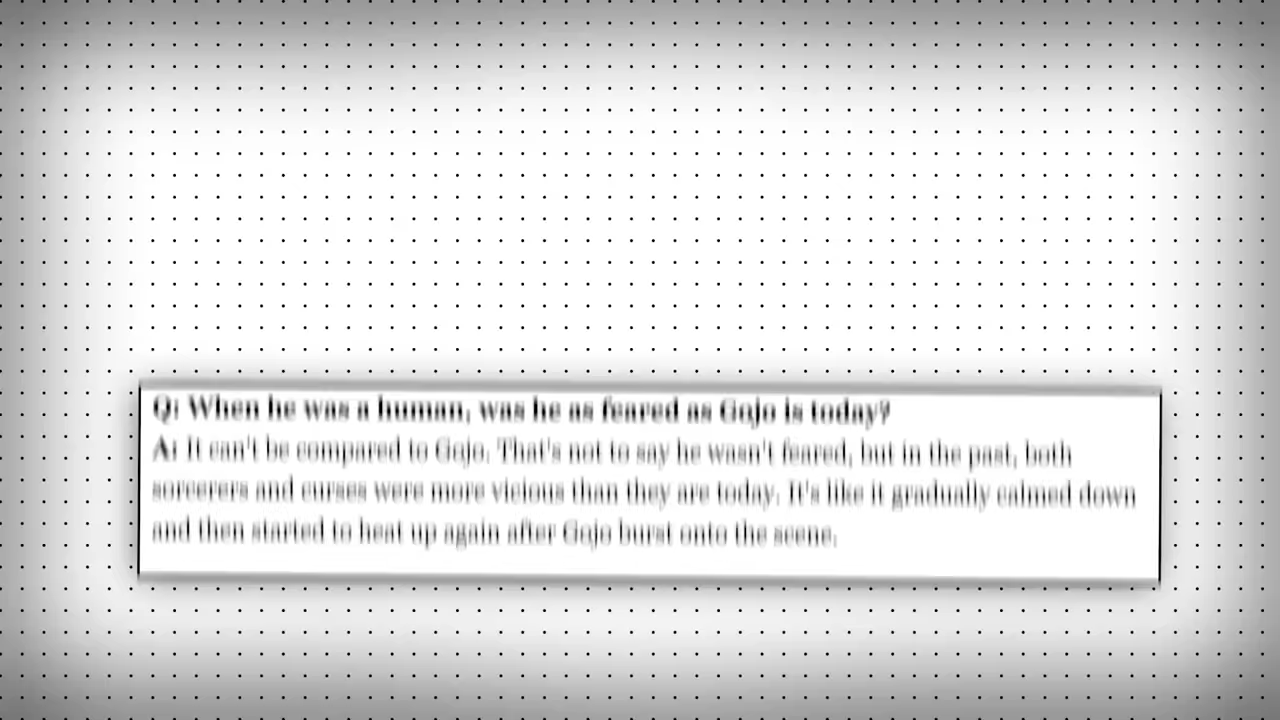 Q: When he was a human, was he as feared as Gojo is today?
A: It can't be compared to Gojo. That's not to say he wasn't feared, but in the past, both
sorcerers and curses were more vicious than they are today. It's like it gradually calmed down
and then started to heat up again after Gojo burst onto the scene.